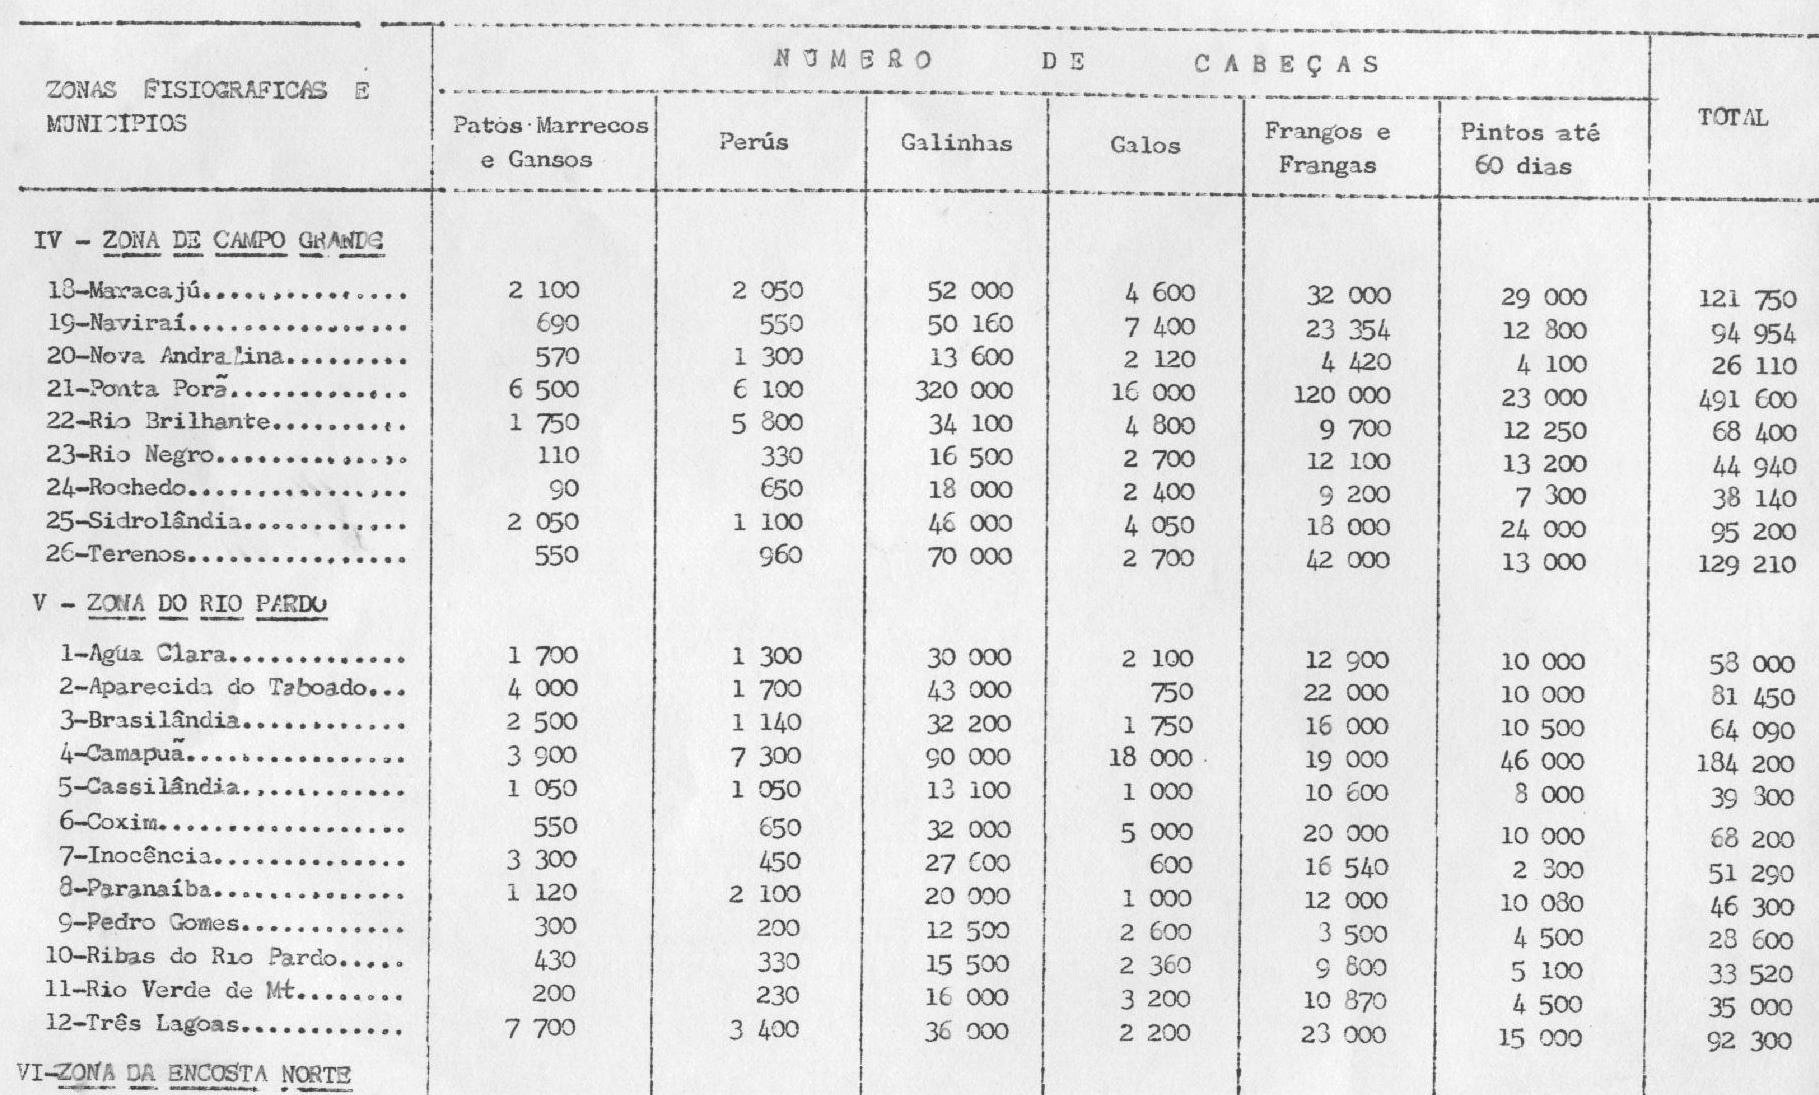 NÚMERO DE CABEÇAS
ZONAS FISIOGRÁFICAS E
MUNICÍPIOS
TOTAL
Patos Marrecos
e Gansos
Perús
Galinhas
Galos
Frangos e
Frangas
Pintos até
60 dias
IV - ZONA DE CAMPO GRANDE
18-Maracajú............... 2 100 2 050 52 000 4 600 32 000 29 000 121 750
19-Naviraí................ 690 550 50 160 7 400 23 354 12 800 94 954
20-Nova Andradina......... 570 1 300 13 600 2 120 4 420 4 100 26 110
21-Ponta Porã............. 6 500 6 100 320 000 16 000 120 000 23 000 491 600
22-Rio Brilhante.......... 1 750 5 800 34 100 4 800 9 700 12 250 68 400
23-Rio Negro.............. 110 330 16 500 2 700 12 100 13 200 44 940
24-Rochedo................ 90 650 18 000 2 400 9 200 7 300 38 140
25-Sidrolândia............ 2 050 1 100 46 000 4 050 18 000 24 000 95 200
26-Terenos................ 550 960 70 000 2 700 42 000 13 000 129 210
V - ZONA DO RIO PARDO
1-Agua Clara............. 1 700 1 300 30 000 2 100 12 900 10 000 58 000
2-Aparecida do Taboado... 4 000 1 700 43 000 750 22 000 10 000 81 450
3-Brasilândia............ 2 500 1 140 32 200 1 750 16 000 10 500 64 090
4-Camapuã................ 3 900 7 300 90 000 18 000 19 000 46 000 184 200
5-Cassilândia............ 1 050 1 050 13 100 1 000 10 600 8 000 39 300
6-Coxim.................. 550 650 32 000 5 000 20 000 10 000 68 200
7-Inocência.............. 3 300 450 27 600 600 16 540 2 300 51 290
8-Paranaíba.............. 1 120 2 100 20 000 1 000 12 000 10 080 46 300
9-Pedro Gomes............ 300 200 12 500 2 600 3 500 4 500 28 600
10-Ribas do Rio Pardo..... 430 330 15 500 2 360 9 800 5 100 33 520
11-Rio Verde de Mt........ 200 230 16 000 3 200 10 870 4 500 35 000
12-Três Lagoas............ 7 700 3 400 36 000 2 200 23 000 15 000 92 300
VI-ZONA DA ENCOSTA NORTE